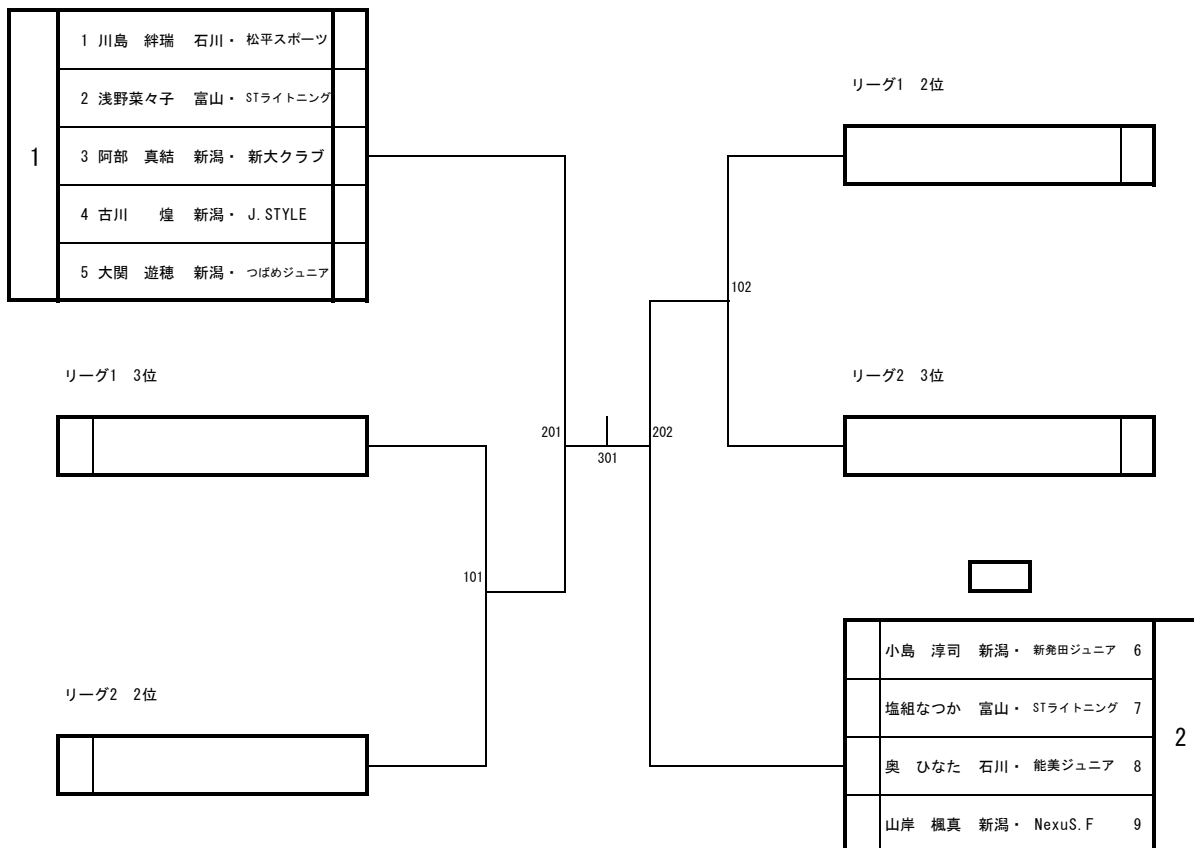 1
1 川島 絆瑞 石川・ 松平スポーツ
2 浅野菜々子 富山・ STライトニング
3 阿部 真結 新潟・ 新大クラブ
4 古川 煌 新潟・ J.STYLE
5 大関 遊穂 新潟・ つばめジュニア
リーグ1 3位
リーグ2 2位
101
201
301
202
102
リーグ1 2位
リーグ2 3位
小島 淳司 新潟・ 新発田ジュニア 6
塩組なつか 富山・ STライトニング 7
奥 ひなた 石川・ 能美ジュニア 8
山岸 楓真 新潟・ NexuS.F 9
2